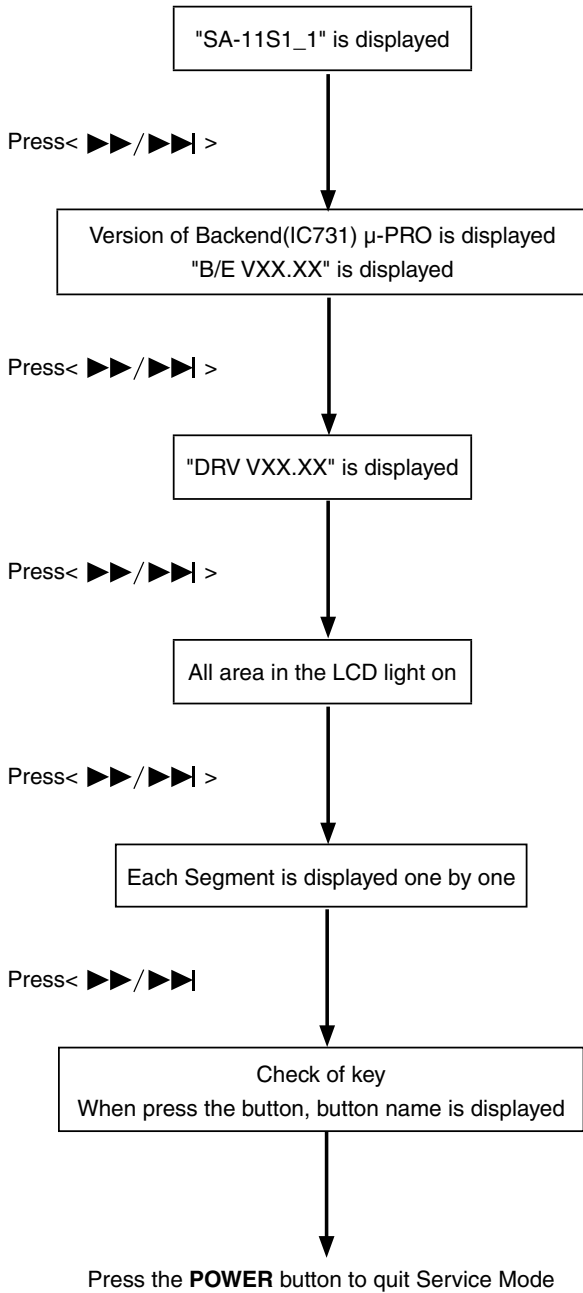 "SA-11S1_1" is displayed
Press< ▶▶/▶▶| >
Version of Backend(IC731) μ-PRO is displayed
"B/E VXX.XX" is displayed
Press< ▶▶/▶▶| >
"DRV VXX.XX" is displayed
Press< ▶▶/▶▶| >
All area in the LCD light on
Press< ▶▶/▶▶| >
Each Segment is displayed one by one
Press< ▶▶/▶▶|
Check of key
When press the button, button name is displayed
Press the POWER button to quit Service Mode